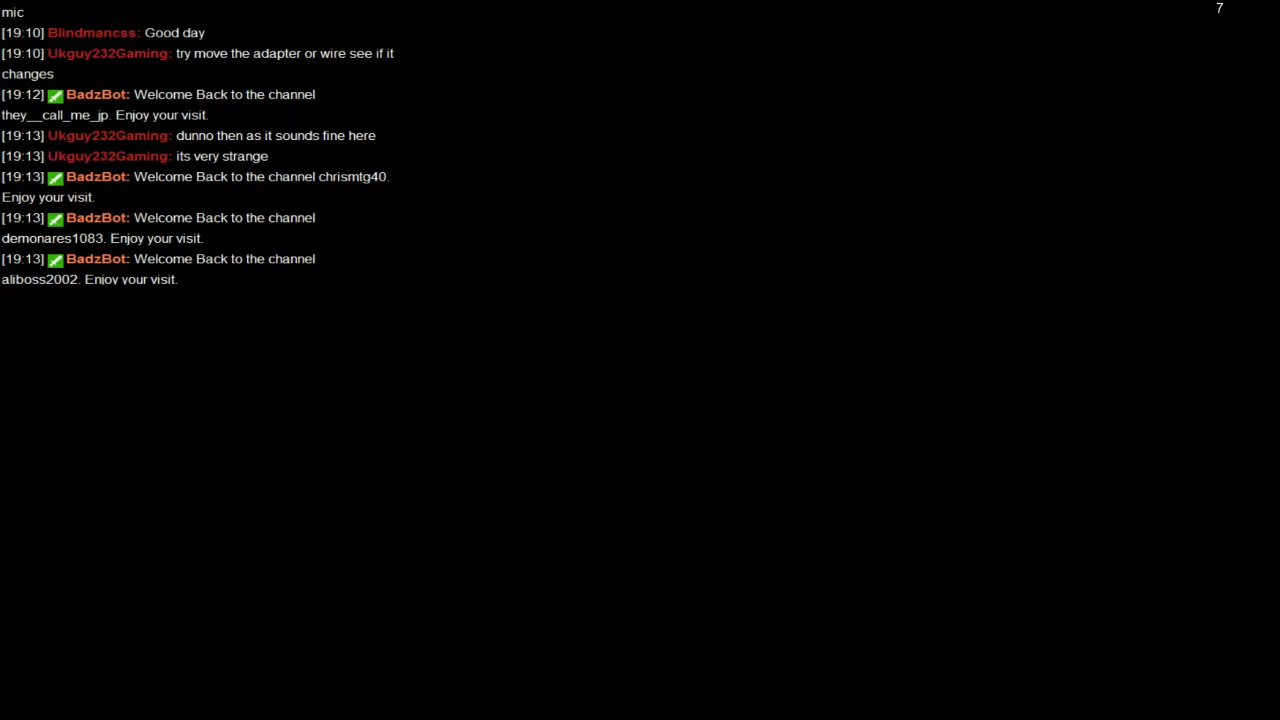 mic
7
[19:10] Blindmancss: Good day
[19:10] Ukguy232Gaming: try move the adapter or wire see if it
changes
[19:12] BadzBot: Welcome Back to the channel
they__call_me_jp. Enjoy your visit.
[19:13] Ukguy232Gaming: dunno then as it sounds fine here
[19:13] Ukguy232Gaming: its very strange
[19:13] BadzBot: Welcome Back to the channel chrismtg40.
Enjoy your visit.
[19:13] BadzBot: Welcome Back to the channel
demonares1083. Enjoy your visit.
[19:13] BadzBot: Welcome Back to the channel
aliboss2002. Enjoy your visit.